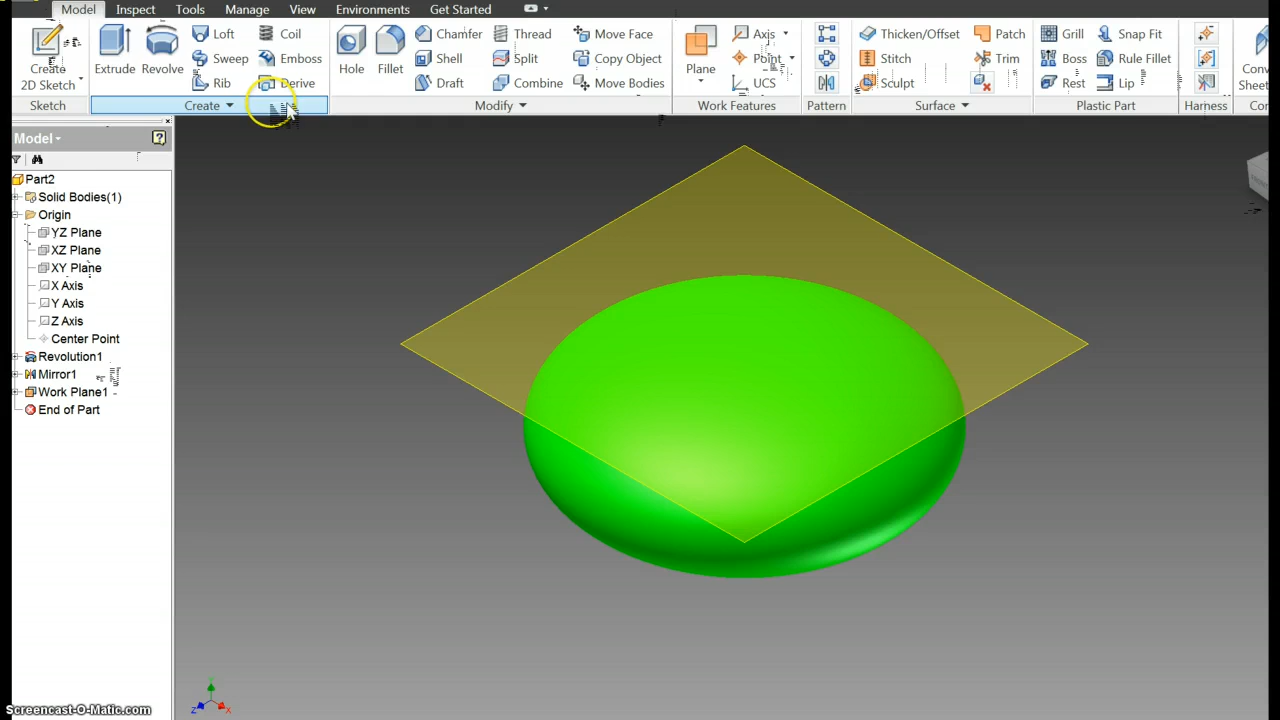 Model Inspect Tools Manage View Environments Get Started
Loft Coil Chamfer Thread Move Face Axis Thicken/Offset Patch Grill Snap Fit
Create 2D Sketch Extrude Revolve Sweep Emboss Hole Fillet Shell Split Copy Object Plane Point Stitch Trim Boss Rule Fillet
Rib Derive Draft Combine Move Bodies UCS Sculpt Rest Lip
Sketch Create Modify Work Features Pattern Surface Plastic Part Harness
Model
Part2
Solid Bodies(1)
Origin
YZ Plane
XZ Plane
XY Plane
X Axis
Y Axis
Z Axis
Center Point
Revolution1
Mirror1
Work Plane1
End of Part
Y
Z X
Screencast-O-Matic.com